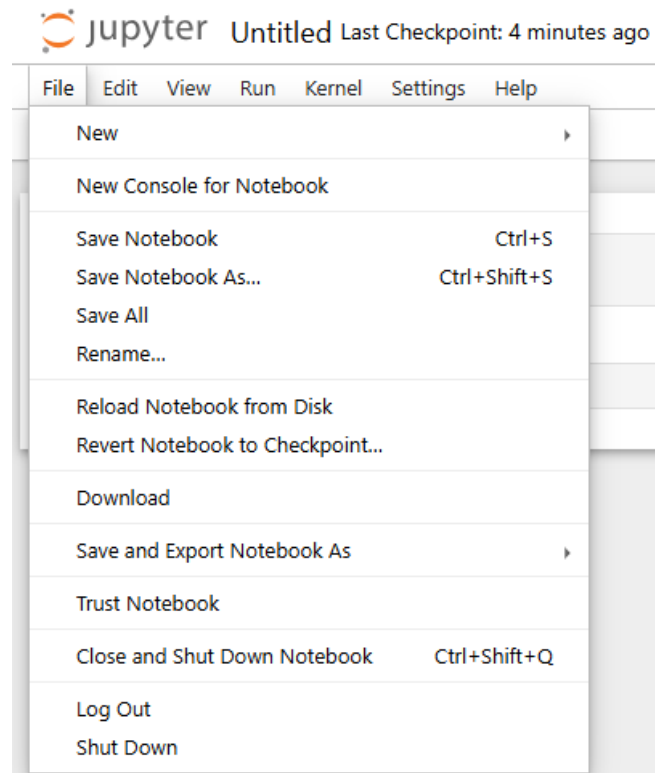 jupyter Untitled Last Checkpoint: 4 minutes ago
File Edit View Run Kernel Settings Help
New
New Console for Notebook
Save Notebook Ctrl+S
Save Notebook As... Ctrl+Shift+S
Save All
Rename...
Reload Notebook from Disk
Revert Notebook to Checkpoint...
Download
Save and Export Notebook As
Trust Notebook
Close and Shut Down Notebook Ctrl+Shift+Q
Log Out
Shut Down